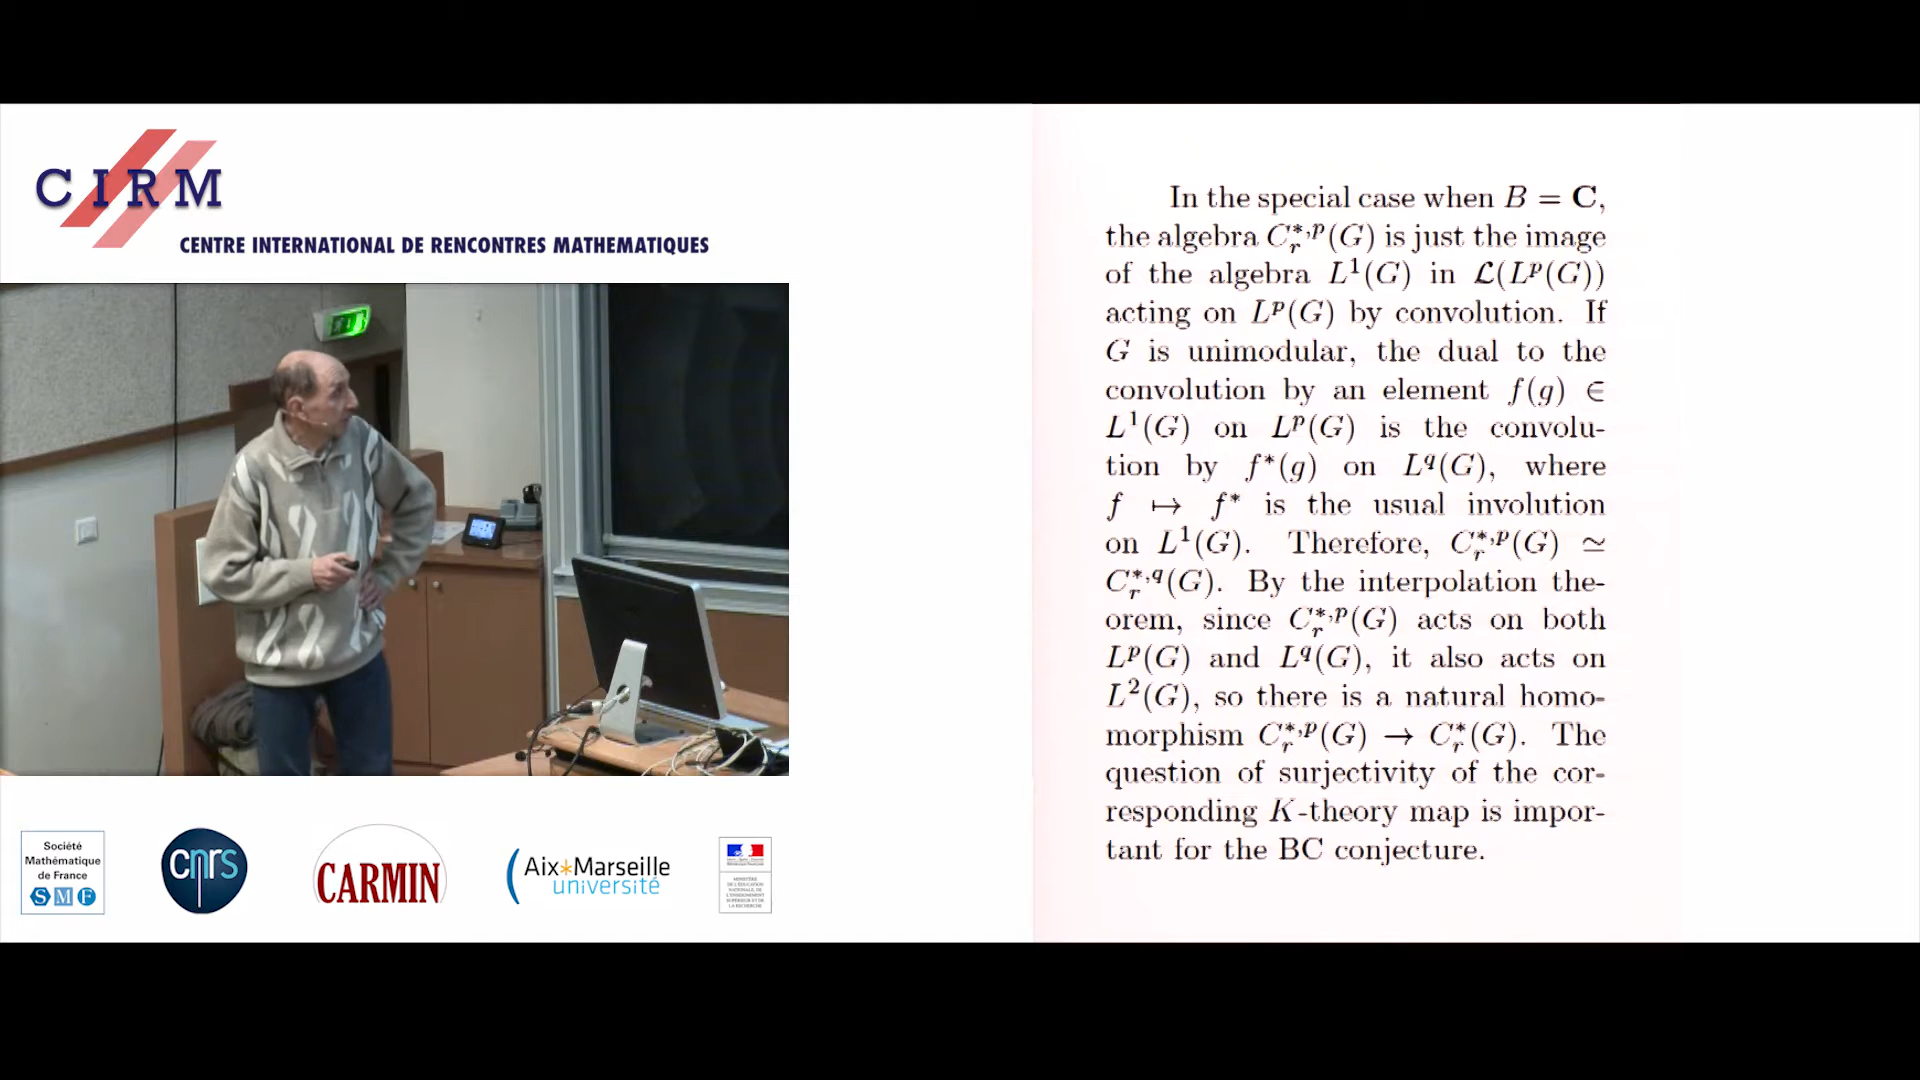 CIRM
CENTRE INTERNATIONAL DE RENCONTRES MATHEMATIQUES
In the special case when B = C,
the algebra C_r^{*,p}(G) is just the image
of the algebra L^1(G) in 𝓛(L^p(G))
acting on L^p(G) by convolution. If
G is unimodular, the dual to the
convolution by an element f(g) ∈
L^1(G) on L^p(G) is the convolu-
tion by f^*(g) on L^q(G), where
f ↦ f^* is the usual involution
on L^1(G). Therefore, C_r^{*,p}(G) ≃
C_r^{*,q}(G). By the interpolation the-
orem, since C_r^{*,p}(G) acts on both
L^p(G) and L^q(G), it also acts on
L^2(G), so there is a natural homo-
morphism C_r^{*,p}(G) → C_r^*(G). The
question of surjectivity of the cor-
responding K-theory map is impor-
tant for the BC conjecture.
Société
Mathématique
de France
SMF
cnrs
CARMIN
Aix*Marseille
université